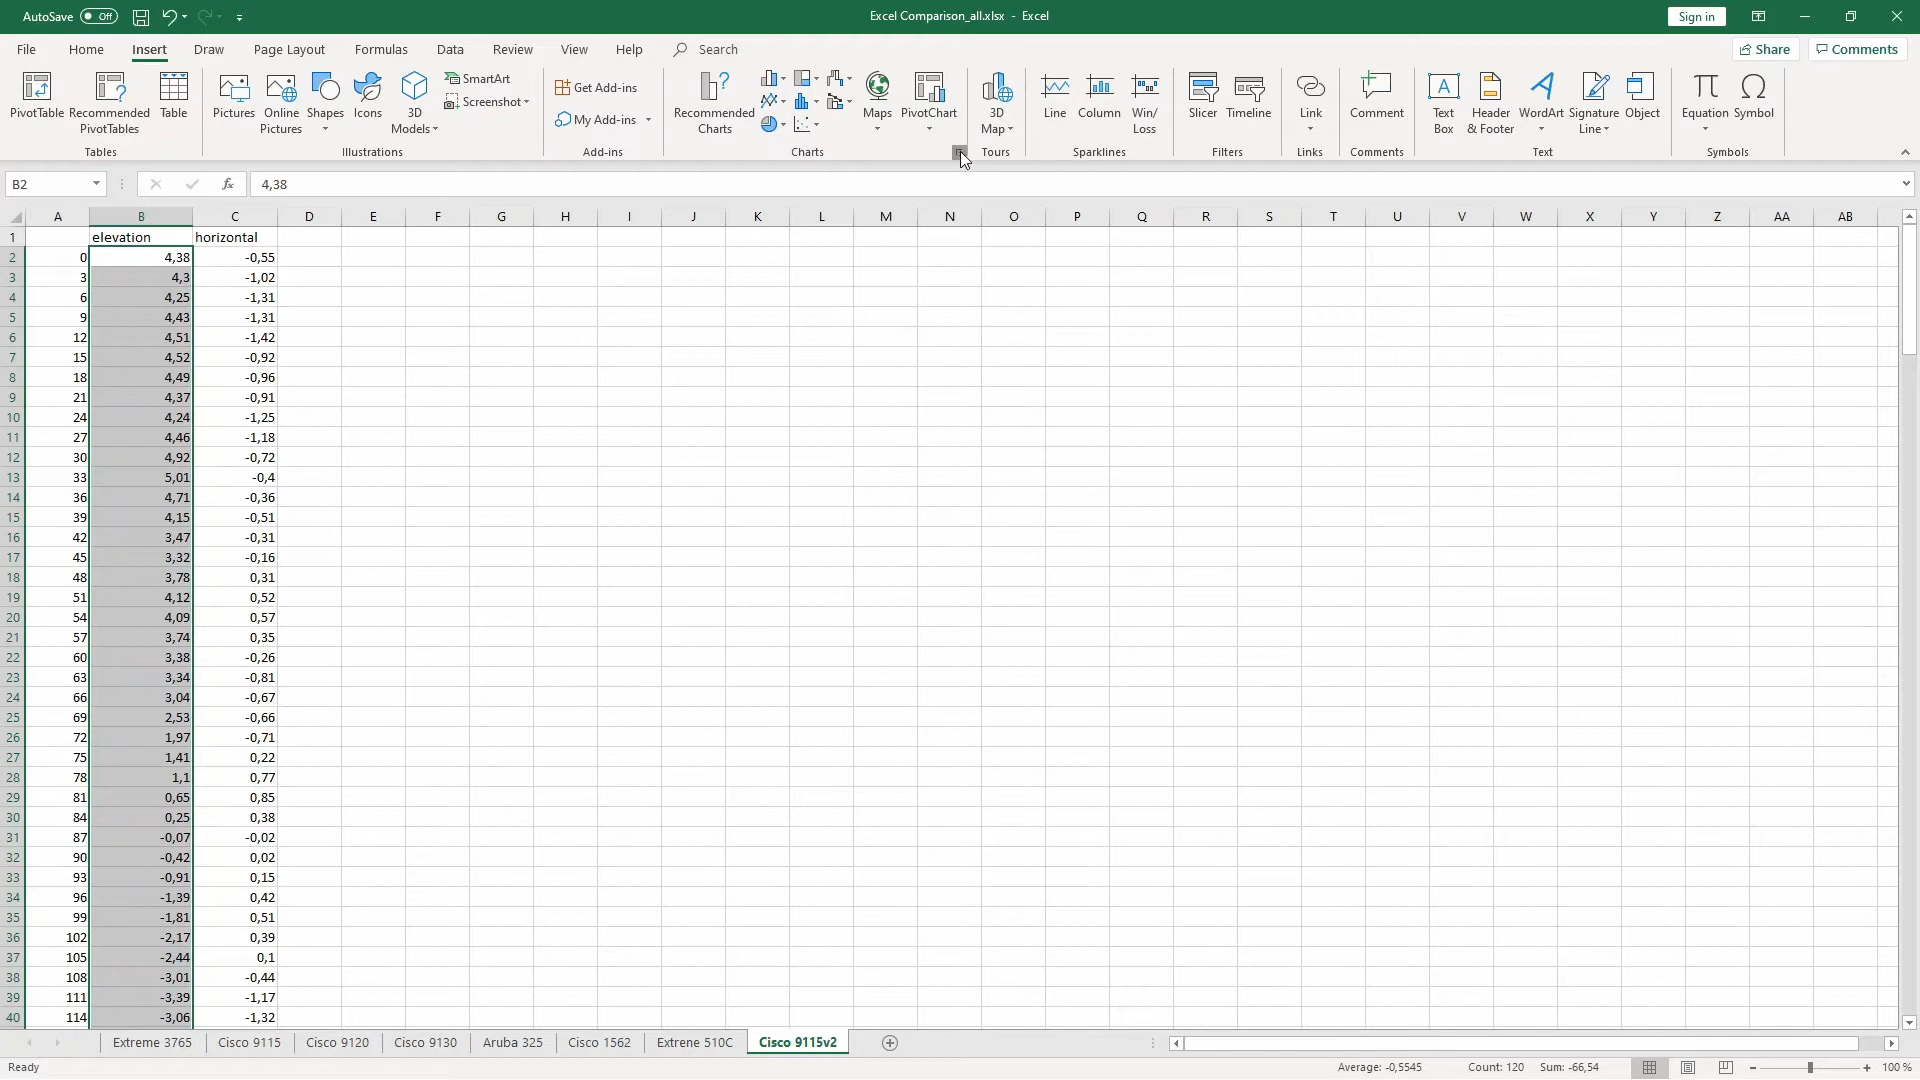 AutoSave Off Excel Comparison_all.xlsx - Excel Sign in
File Home Insert Draw Page Layout Formulas Data Review View Help Search Share Comments
PivotTable Recommended PivotTables Table
Tables
Pictures Online Pictures Shapes Icons 3D Models SmartArt Screenshot
Illustrations
Get Add-ins
My Add-ins
Add-ins
Recommended Charts Maps PivotChart
Charts
3D Map
Tours
Line Column Win/Loss
Sparklines
Slicer Timeline
Filters
Link
Links
Comment
Comments
Text Box Header & Footer WordArt Signature Line Object
Text
Equation Symbol
Symbols
B2 fx 4,38
A B C D E F G H I J K L M N O P Q R S T U V W X Y Z AA AB
1 elevation horizontal
2 0 4,38 -0,55
3 3 4,3 -1,02
4 6 4,25 -1,31
5 9 4,43 -1,31
6 12 4,51 -1,42
7 15 4,52 -0,92
8 18 4,49 -0,96
9 21 4,37 -0,91
10 24 4,24 -1,25
11 27 4,46 -1,18
12 30 4,92 -0,72
13 33 5,01 -0,4
14 36 4,71 -0,36
15 39 4,15 -0,51
16 42 3,47 -0,31
17 45 3,32 -0,16
18 48 3,78 0,31
19 51 4,12 0,52
20 54 4,09 0,57
21 57 3,74 0,35
22 60 3,38 -0,26
23 63 3,34 -0,81
24 66 3,04 -0,67
25 69 2,53 -0,66
26 72 1,97 -0,71
27 75 1,41 0,22
28 78 1,1 0,77
29 81 0,65 0,85
30 84 0,25 0,38
31 87 -0,07 -0,02
32 90 -0,42 0,02
33 93 -0,91 0,15
34 96 -1,39 0,42
35 99 -1,81 0,51
36 102 -2,17 0,39
37 105 -2,44 0,1
38 108 -3,01 -0,44
39 111 -3,39 -1,17
40 114 -3,06 -1,32
Extreme 3765 Cisco 9115 Cisco 9120 Cisco 9130 Aruba 325 Cisco 1562 Extrene 510C Cisco 9115v2
Ready Average: -0,5545 Count: 120 Sum: -66,54 100 %